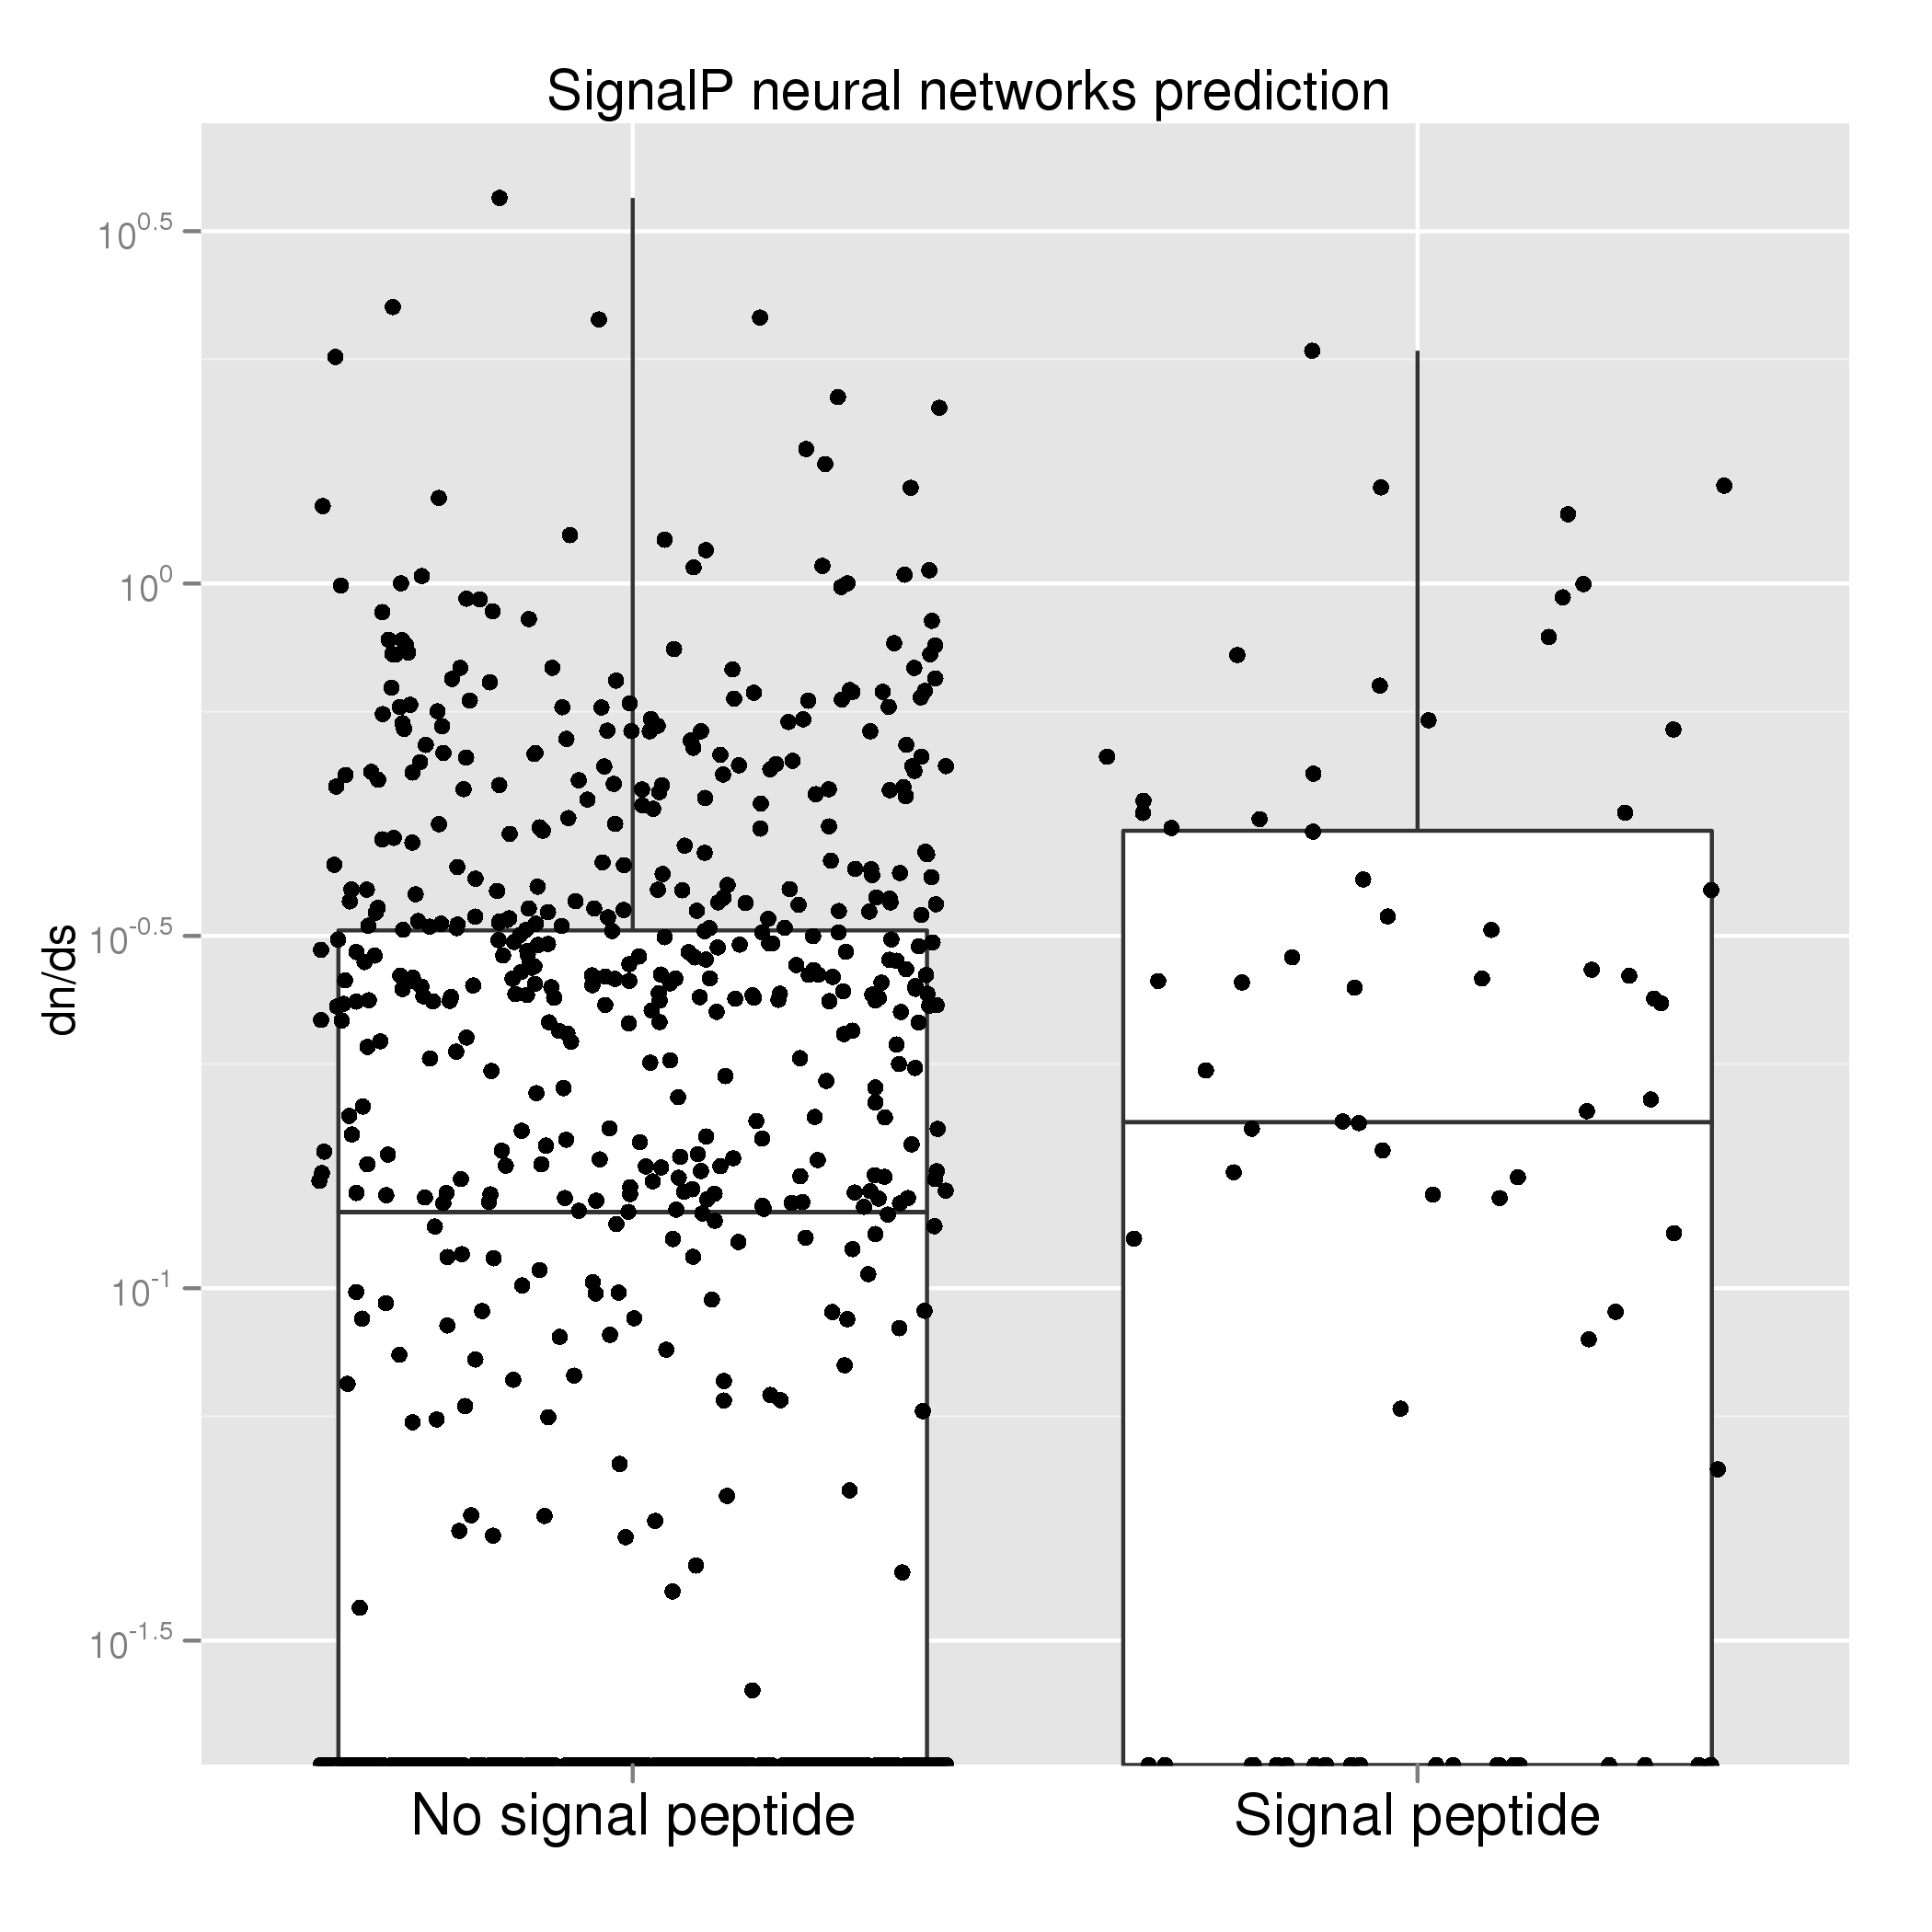 SignalP neural networks prediction
10^0.5
10^0
10^-0.5
10^-1
10^-1.5
dn/ds
No signal peptide
Signal peptide